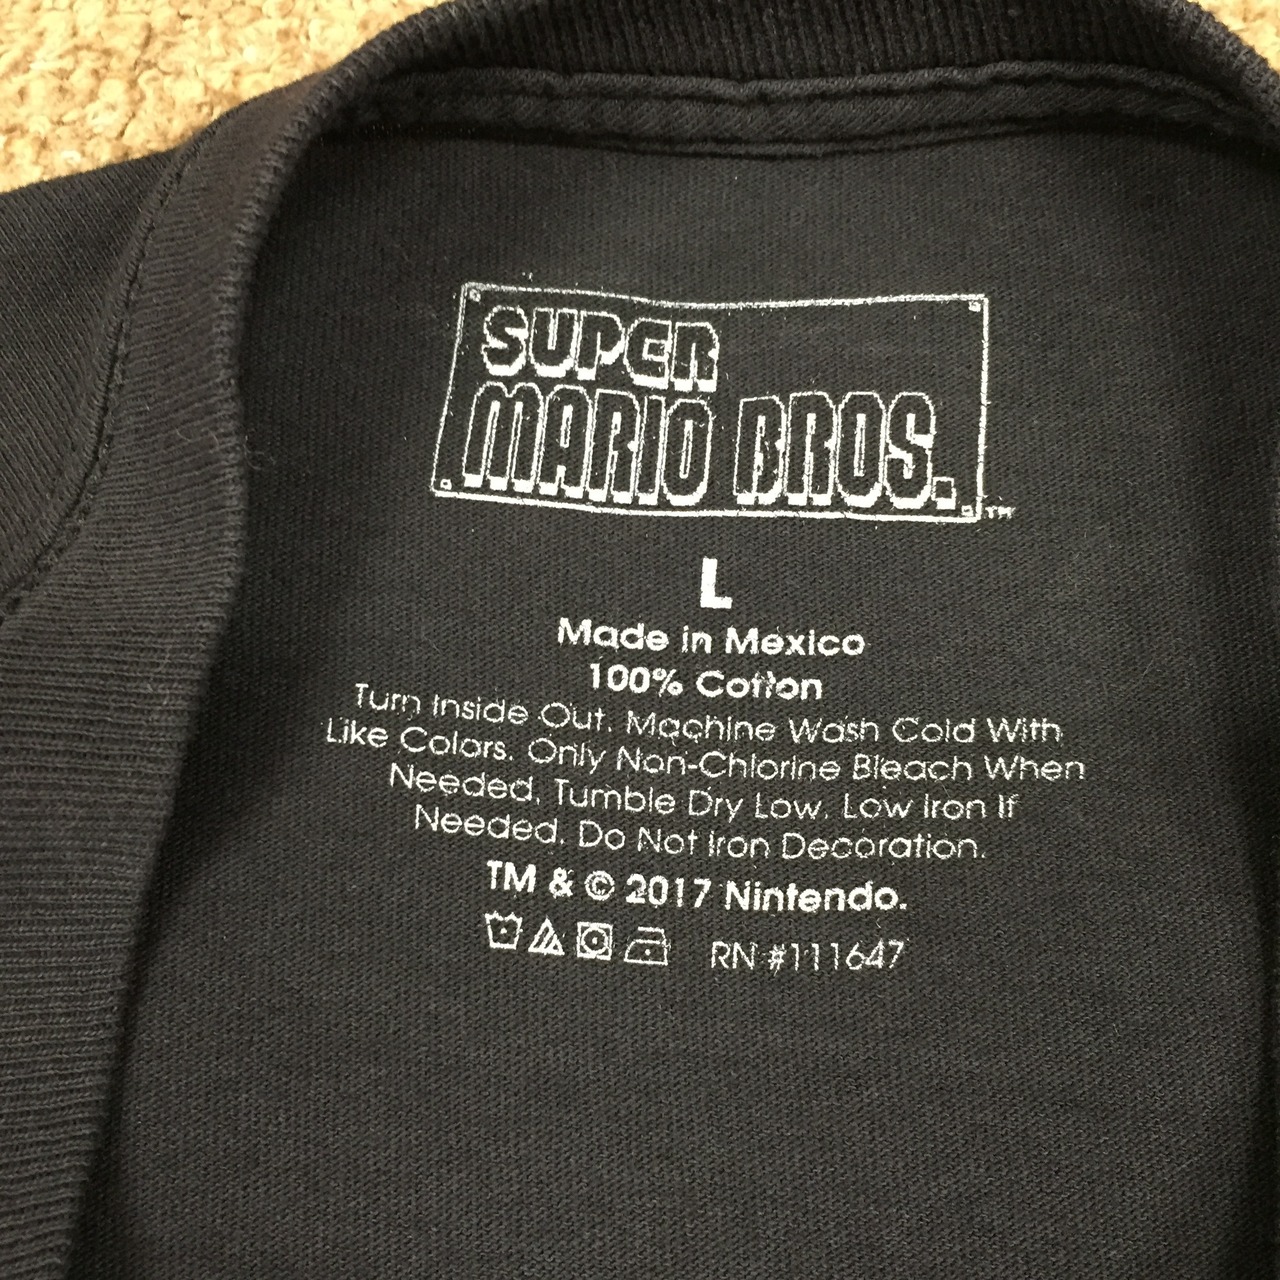 SUPER
MARIO BROS.
TM
L
Made in Mexico
100% Cotton
Turn Inside Out. Machine Wash Cold With
Like Colors. Only Non-Chlorine Bleach When
Needed. Tumble Dry Low. Low Iron If
Needed. Do Not Iron Decoration.
TM & © 2017 Nintendo.
RN #111647